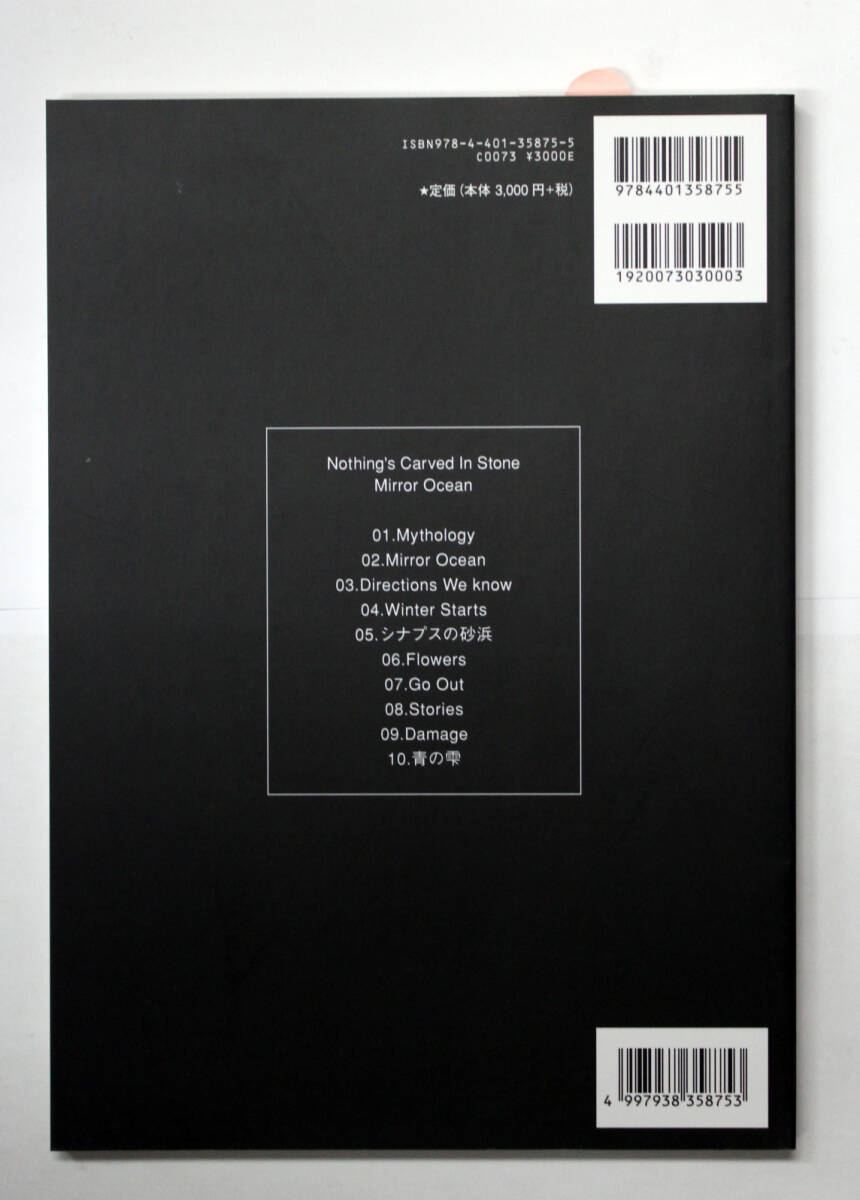 ISBN978-4-401-35875-5
C0073 ¥3000E
★定価（本体 3,000 円+税）
9784401358755
1920073030003
Nothing's Carved In Stone
Mirror Ocean
01.Mythology
02.Mirror Ocean
03.Directions We know
04.Winter Starts
05.シナプスの砂浜
06.Flowers
07.Go Out
08.Stories
09.Damage
10.青の雫
4 997938 358753